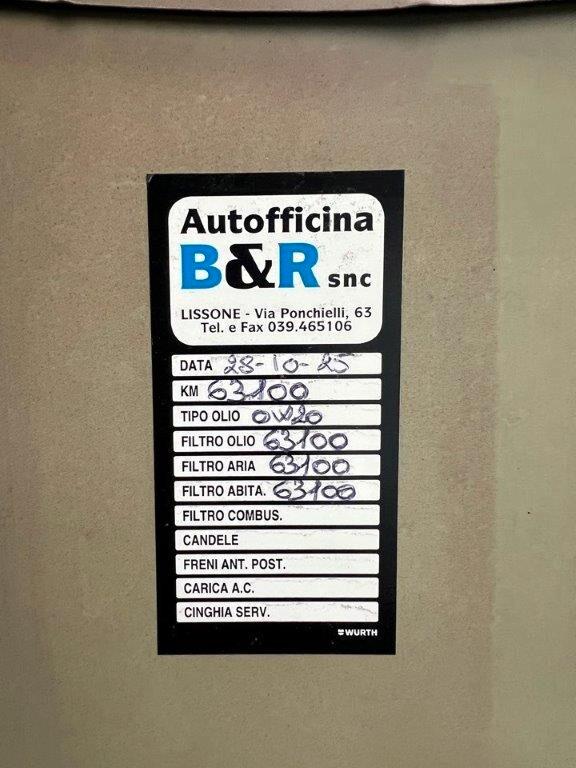 Autofficina
B&R snc
LISSONE - Via Ponchielli, 63
Tel. e Fax 039.465106
DATA 28-10-25
KM 63100
TIPO OLIO 0W20
FILTRO OLIO 63100
FILTRO ARIA 63100
FILTRO ABITA. 63100
FILTRO COMBUS.
CANDELE
FRENI ANT. POST.
CARICA A.C.
CINGHIA SERV.
WURTH